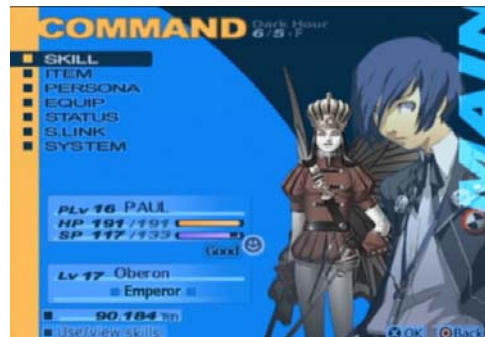 COMMAND
Dark Hour
6/5・F
SKILL
ITEM
PERSONA
EQUIP
STATUS
S.LINK
SYSTEM
MAIN
PLv 16 PAUL
HP 191/191
SP 117/133
Good
Lv 17 Oberon
Emperor
90,184 Yen
Use/view skills
OK
Back